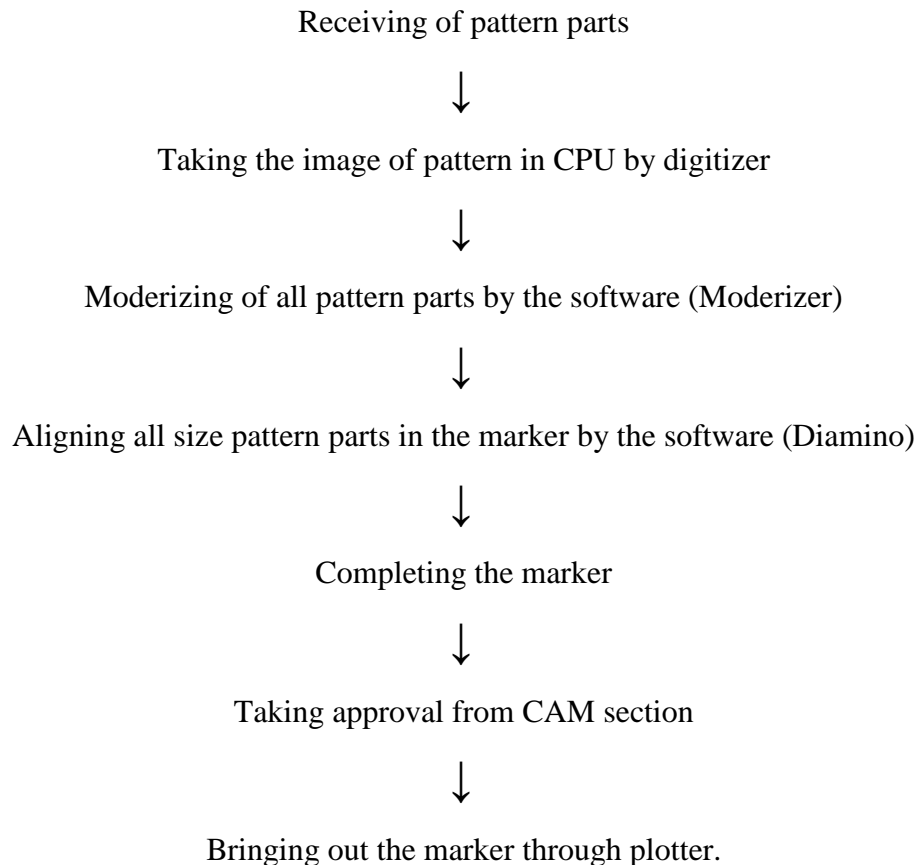 Receiving of pattern parts
↓
Taking the image of pattern in CPU by digitizer
↓
Moderizing of all pattern parts by the software (Moderizer)
↓
Aligning all size pattern parts in the marker by the software (Diamino)
↓
Completing the marker
↓
Taking approval from CAM section
↓
Bringing out the marker through plotter.